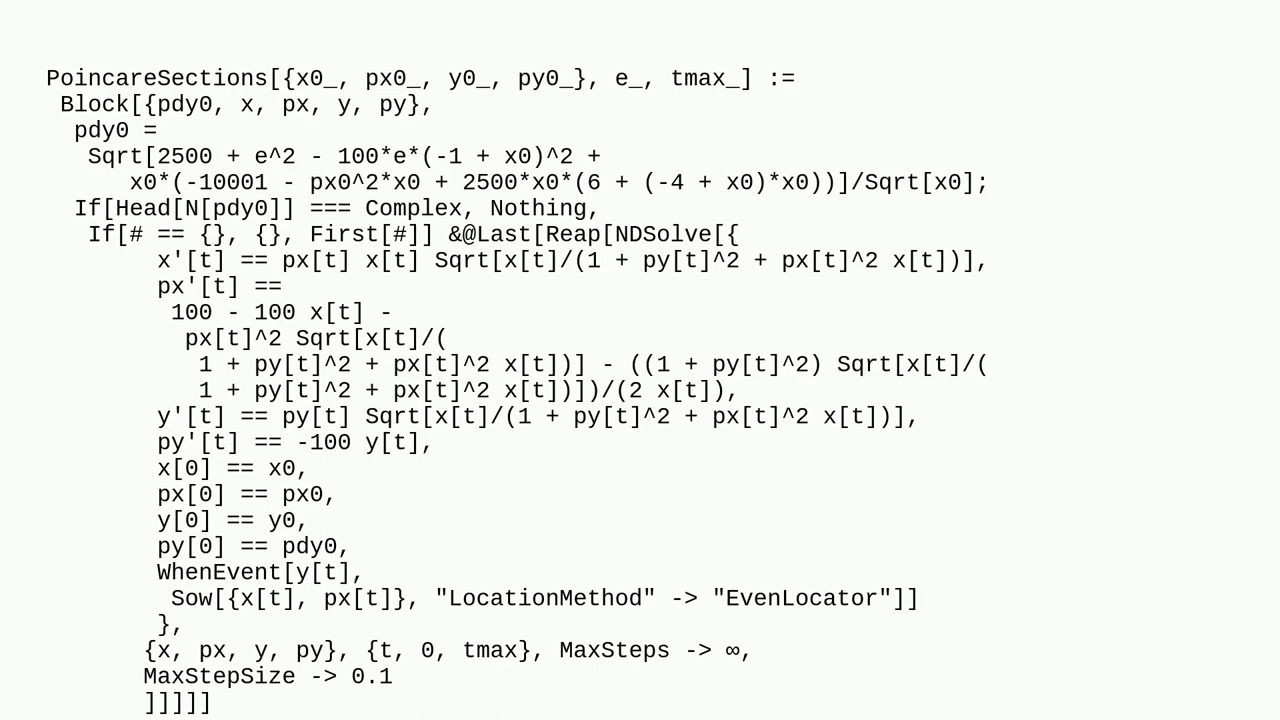 PoincareSections[{x0_, px0_, y0_, py0_}, e_, tmax_] :=
Block[{pdy0, x, px, y, py},
pdy0 =
Sqrt[2500 + e^2 - 100*e*(-1 + x0)^2 +
x0*(-10001 - px0^2*x0 + 2500*x0*(6 + (-4 + x0)*x0))]/Sqrt[x0];
If[Head[N[pdy0]] === Complex, Nothing,
If[# == {}, {}, First[#]] &@Last[Reap[NDSolve[{
x'[t] == px[t] x[t] Sqrt[x[t]/(1 + py[t]^2 + px[t]^2 x[t])],
px'[t] ==
100 - 100 x[t] -
px[t]^2 Sqrt[x[t]/(
1 + py[t]^2 + px[t]^2 x[t])] - ((1 + py[t]^2) Sqrt[x[t]/(
1 + py[t]^2 + px[t]^2 x[t])])/(2 x[t]),
y'[t] == py[t] Sqrt[x[t]/(1 + py[t]^2 + px[t]^2 x[t])],
py'[t] == -100 y[t],
x[0] == x0,
px[0] == px0,
y[0] == y0,
py[0] == pdy0,
WhenEvent[y[t],
Sow[{x[t], px[t]}, "LocationMethod" -> "EvenLocator"]]
},
{x, px, y, py}, {t, 0, tmax}, MaxSteps -> ∞,
MaxStepSize -> 0.1
]]]]]